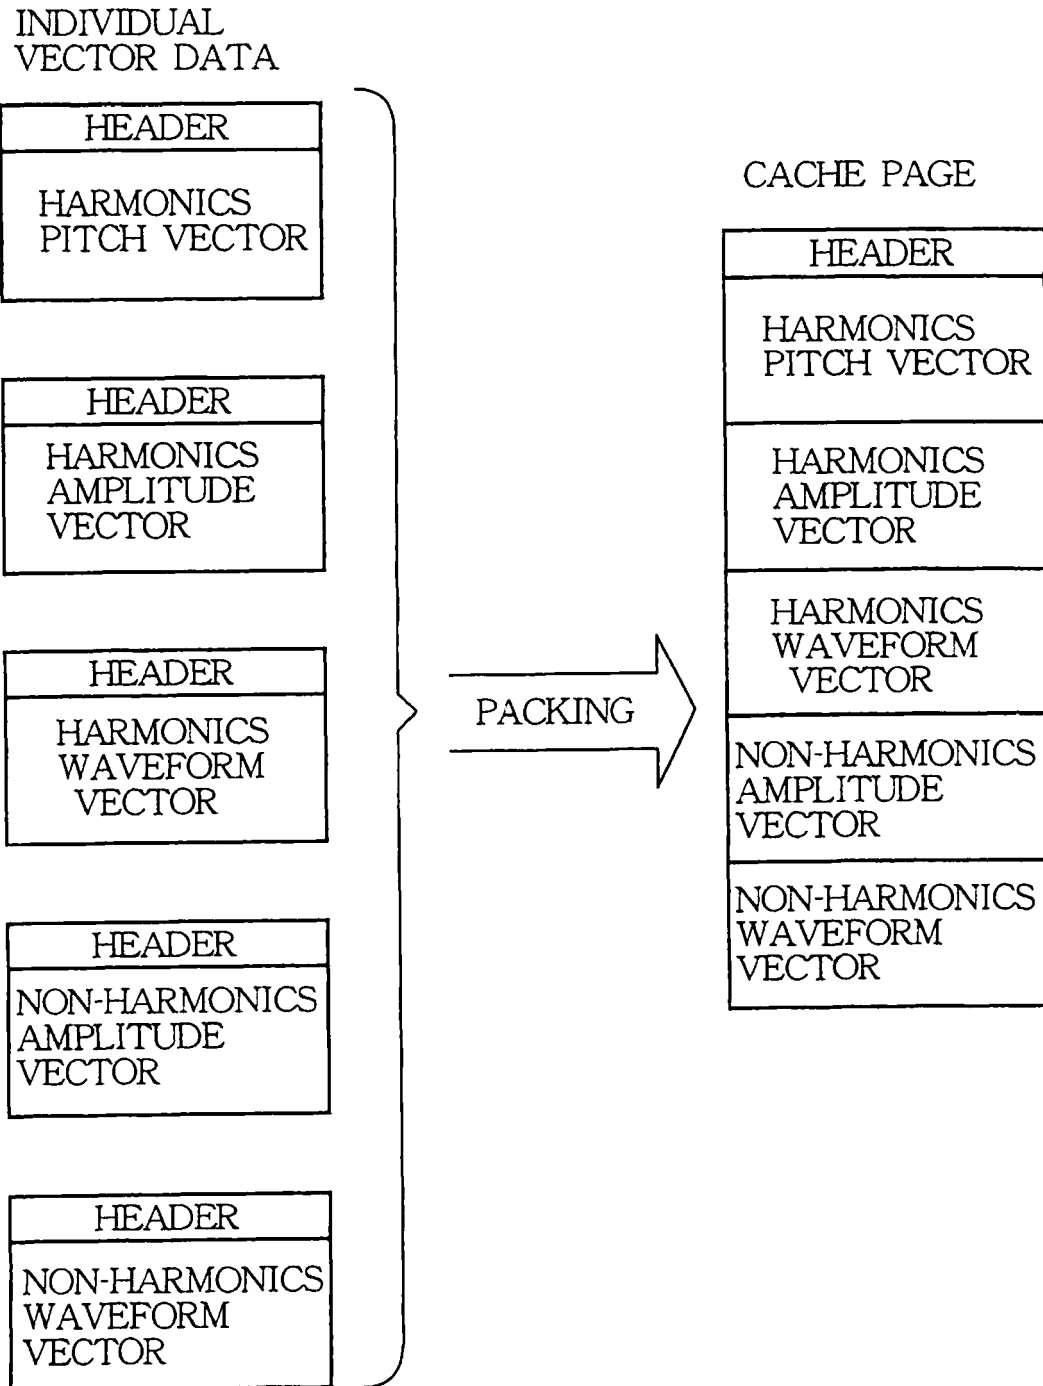 INDIVIDUAL
VECTOR DATA
HEADER
HARMONICS
PITCH VECTOR
HEADER
HARMONICS
AMPLITUDE
VECTOR
HEADER
HARMONICS
WAVEFORM
VECTOR
HEADER
NON-HARMONICS
AMPLITUDE
VECTOR
HEADER
NON-HARMONICS
WAVEFORM
VECTOR
PACKING
CACHE PAGE
HEADER
HARMONICS
PITCH VECTOR
HARMONICS
AMPLITUDE
VECTOR
HARMONICS
WAVEFORM
VECTOR
NON-HARMONICS
AMPLITUDE
VECTOR
NON-HARMONICS
WAVEFORM
VECTOR